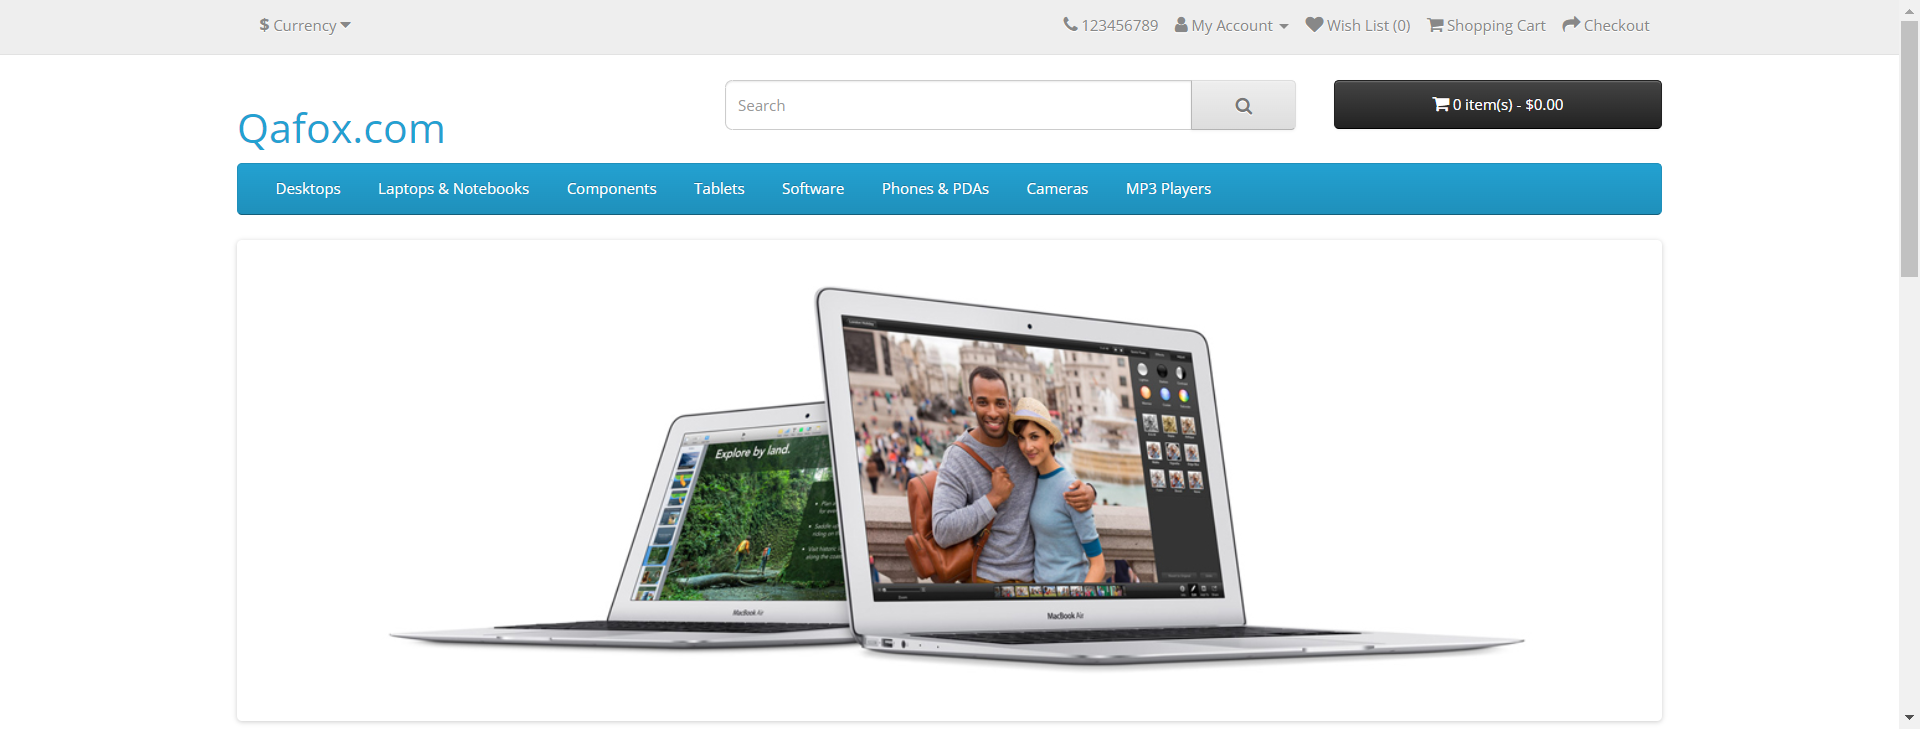 $ Currency
123456789 My Account Wish List (0) Shopping Cart Checkout
Qafox.com
Search
0 item(s) - $0.00
Desktops Laptops & Notebooks Components Tablets Software Phones & PDAs Cameras MP3 Players
Explore by land.
MacBook Air
MacBook Air